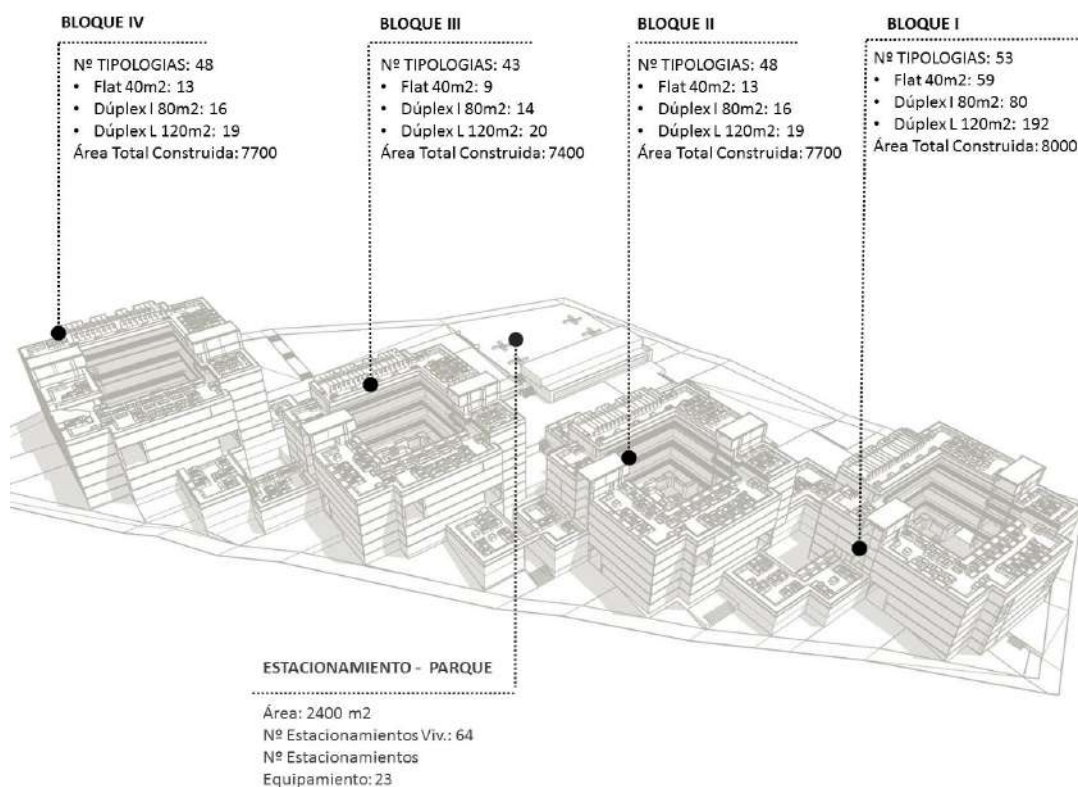 BLOQUE IV
Nº TIPOLOGIAS: 48
• Flat 40m2: 13
• Dúplex I 80m2: 16
• Dúplex L 120m2: 19
Área Total Construida: 7700
BLOQUE III
Nº TIPOLOGIAS: 43
• Flat 40m2: 9
• Dúplex I 80m2: 14
• Dúplex L 120m2: 20
Área Total Construida: 7400
BLOQUE II
Nº TIPOLOGIAS: 48
• Flat 40m2: 13
• Dúplex I 80m2: 16
• Dúplex L 120m2: 19
Área Total Construida: 7700
BLOQUE I
Nº TIPOLOGIAS: 53
• Flat 40m2: 59
• Dúplex I 80m2: 80
• Dúplex L 120m2: 192
Área Total Construida: 8000
ESTACIONAMIENTO - PARQUE
Área: 2400 m2
Nº Estacionamientos Viv.: 64
Nº Estacionamientos
Equipamiento: 23